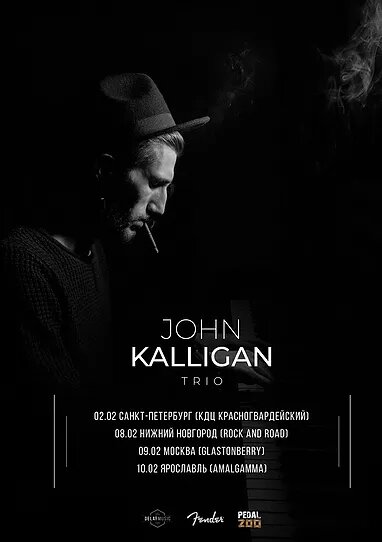 JOHN
KALLIGAN
TRIO
02.02 САНКТ-ПЕТЕРБУРГ (КДЦ КРАСНОГВАРДЕЙСКИЙ)
08.02 НИЖНИЙ НОВГОРОД (ROCK AND ROAD)
09.02 МОСКВА (GLASTONBERRY)
10.02 ЯРОСЛАВЛЬ (AMALGAMMA)
Fender
PEDAL
ZOO